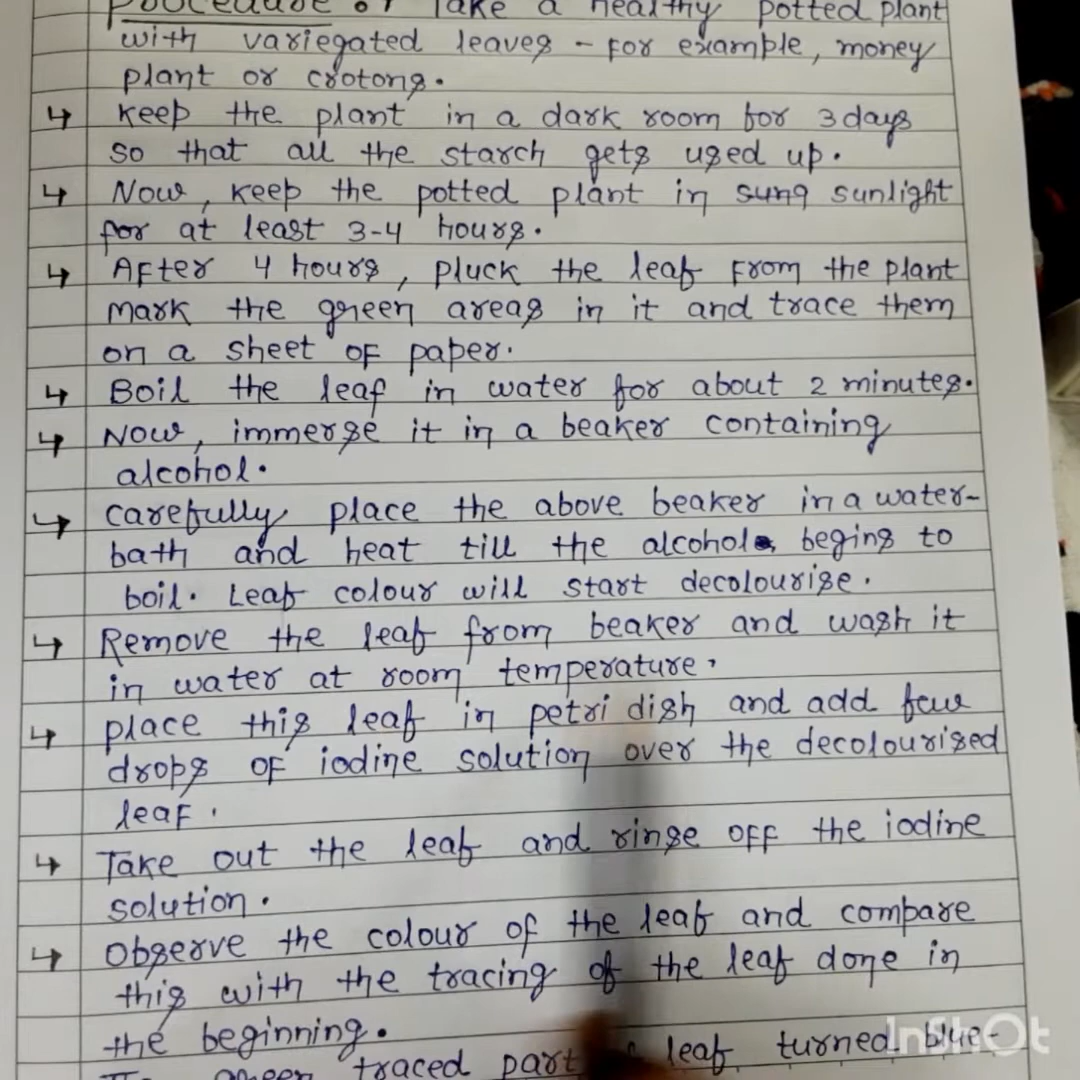 Procedure :- Take a healthy potted plant
with variegated leaves - for example, money
plant or crotons.
↳ Keep the plant in a dark room for 3 days
so that all the starch gets used up.
↳ Now, keep the potted plant in sunlight
for at least 3-4 hours.
↳ After 4 hours, pluck the leaf from the plant
mark the green areas in it and trace them
on a sheet of paper.
↳ Boil the leaf in water for about 2 minutes.
↳ Now, immerse it in a beaker containing
alcohol.
↳ Carefully place the above beaker in a water-
bath and heat till the alcohol begins to
boil. Leaf colour will start decolourise.
↳ Remove the leaf from beaker and wash it
in water at room temperature.
↳ place this leaf in petri dish and add few
drops of iodine solution over the decolourised
leaf.
↳ Take out the leaf and rinse off the iodine
solution.
↳ Observe the colour of the leaf and compare
this with the tracing of the leaf done in
the beginning.
green traced part leaf turned blue-
InShOt